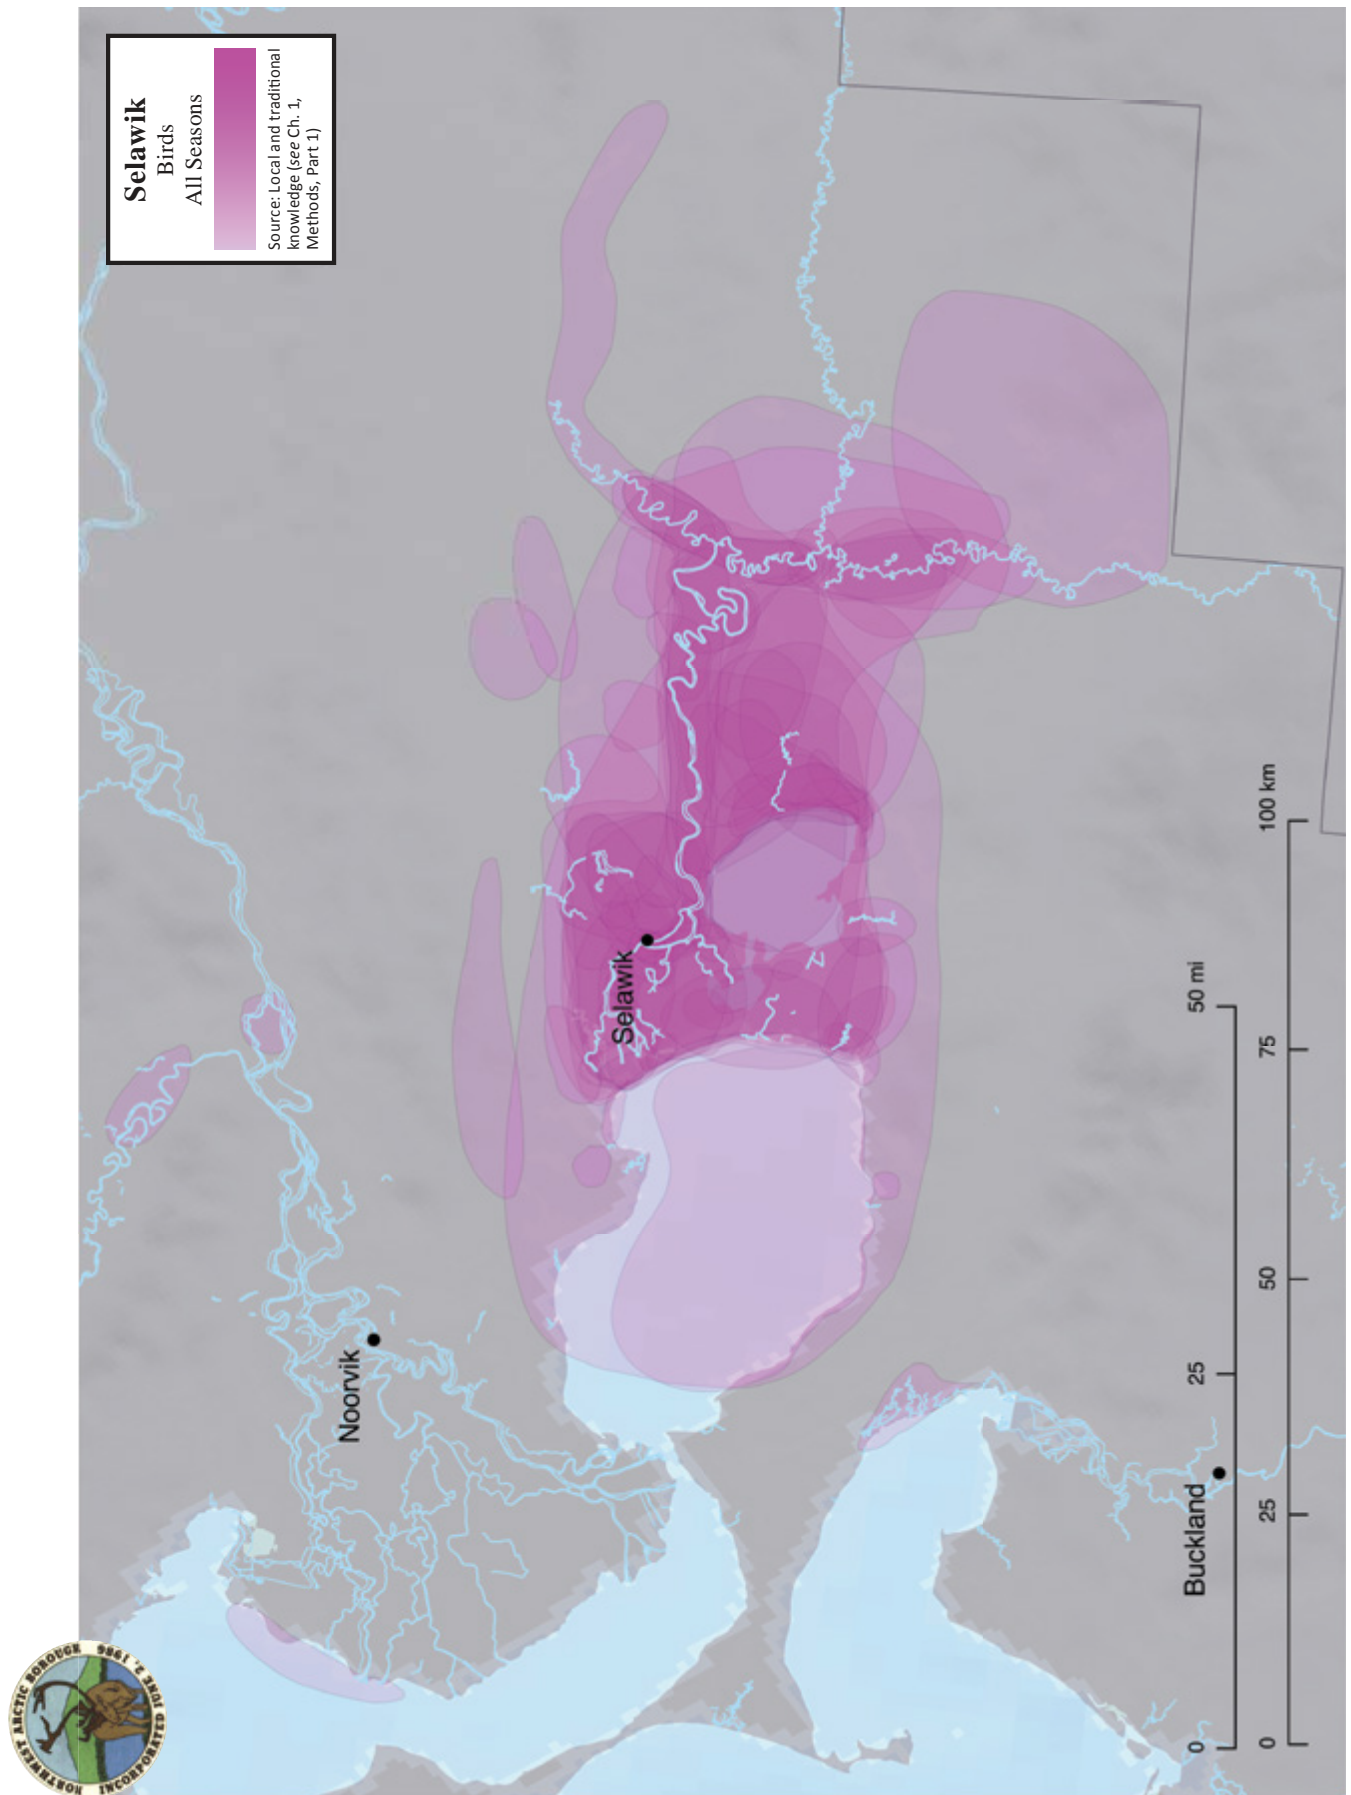 Selawik
Birds
All Seasons
Source: Local and traditional
knowledge (see Ch. 1,
Methods, Part 1)
Selawik
Noorvik
Buckland
0 25 50 mi
0 25 50 75 100 km
NORTHWEST ARCTIC BOROUGH
INCORPORATED JUNE 2, 1986